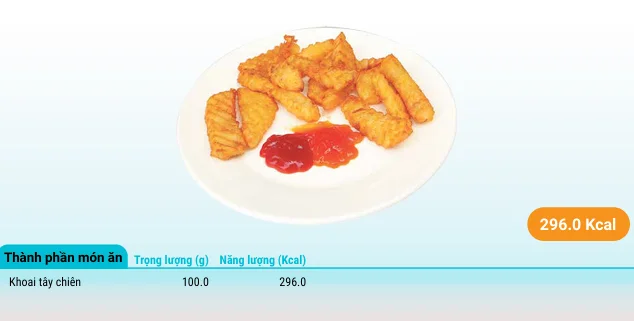 296.0 Kcal
Thành phần món ăn Trọng lượng (g) Năng lượng (Kcal)
Khoai tây chiên 100.0 296.0